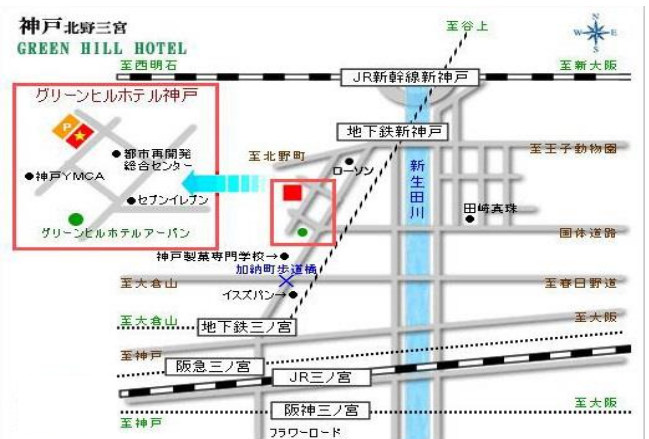 神戸北野三宮
GREEN HILL HOTEL
N
W
E
S
至谷上
至西明石
JR新幹線新神戸
至新大阪
グリーンヒルホテル神戸
P
都市再開発
総合センター
神戸YMCA
セブンイレブン
グリーンヒルホテルアーバン
地下鉄新神戸
至北野町
ローソン
至王子動物園
新生田川
田崎真珠
国体道路
神戸製菓専門学校→
加納町歩道橋
至大倉山
イスズパン→
至春日野道
至大倉山
地下鉄三ノ宮
至大阪
至神戸
阪急三ノ宮
JR三ノ宮
阪神三ノ宮
至大阪
至神戸
フラワーロード